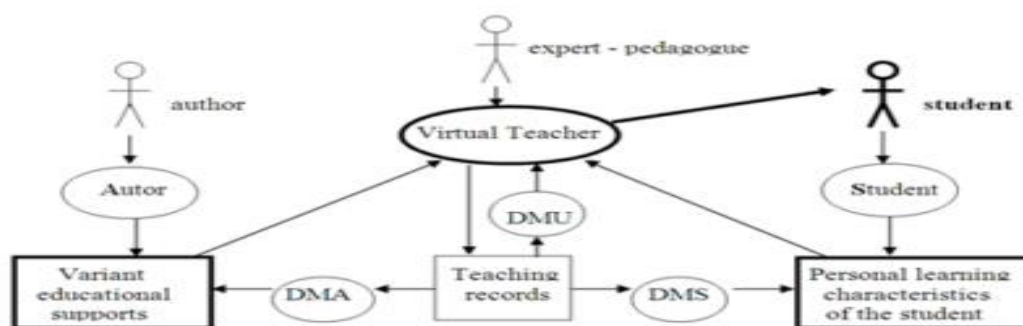 expert - pedagogue
author
student
Virtual Teacher
Autor
Student
DMU
Variant
educational
supports
DMA
Teaching
records
DMS
Personal learning
characteristics
of the student